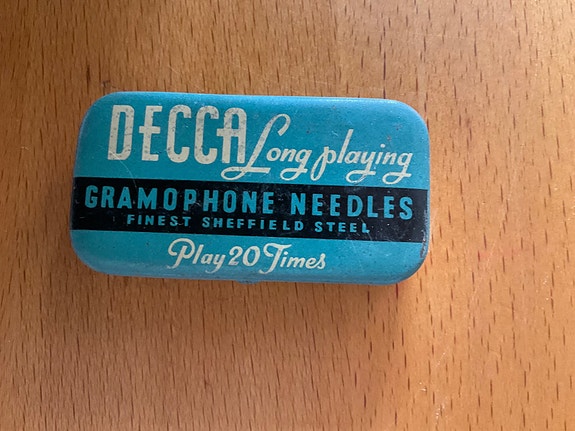 DECCA Long playing
GRAMOPHONE NEEDLES
FINEST SHEFFIELD STEEL
Play 20 Times